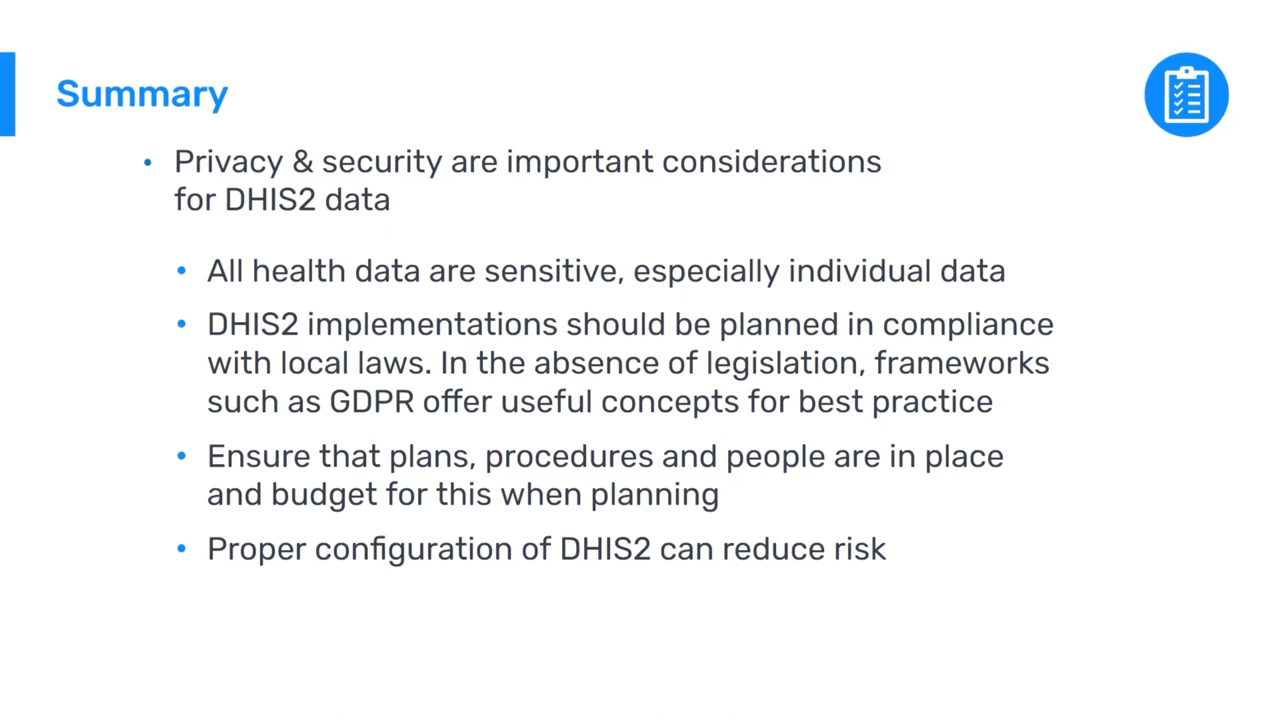 Summary
• Privacy & security are important considerations
for DHIS2 data
• All health data are sensitive, especially individual data
• DHIS2 implementations should be planned in compliance
with local laws. In the absence of legislation, frameworks
such as GDPR offer useful concepts for best practice
• Ensure that plans, procedures and people are in place
and budget for this when planning
• Proper configuration of DHIS2 can reduce risk